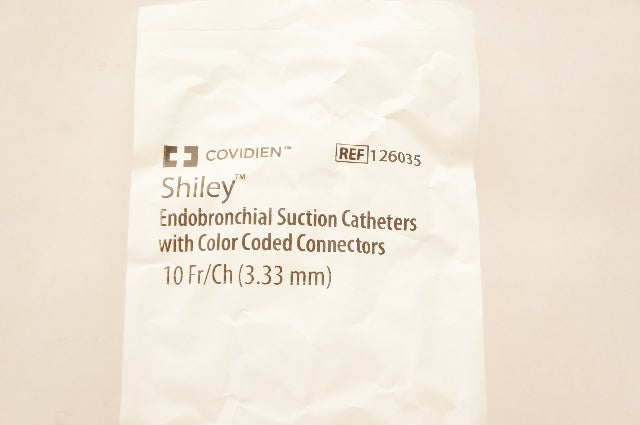 COVIDIEN™ REF 126035
Shiley™
Endobronchial Suction Catheters
with Color Coded Connectors
10 Fr/Ch (3.33 mm)